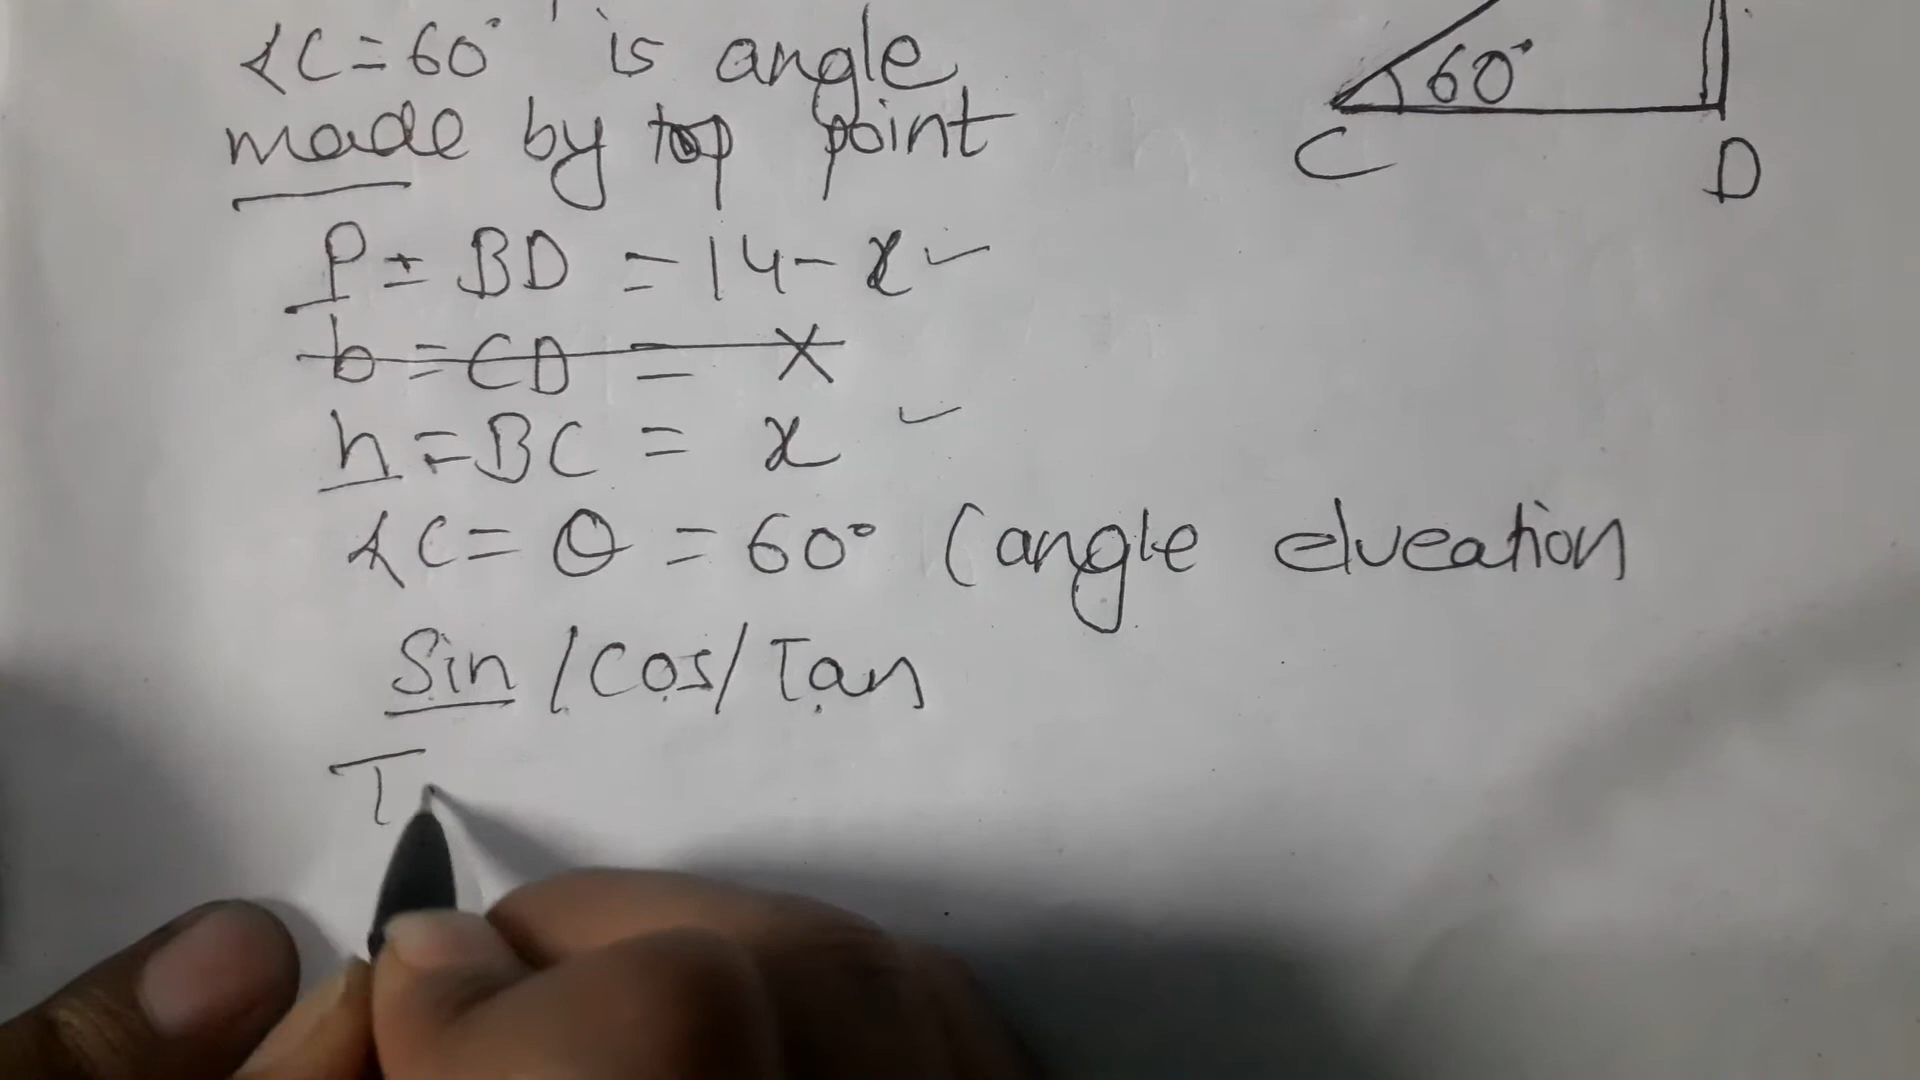 ∡C = 60° is angle
made by top point
P = BD = 14 - x ✓
b = CD = ×
h = BC = x ✓
∡C = θ = 60° (angle elveation
Sin / Cos / Tan
T
60°
C
D